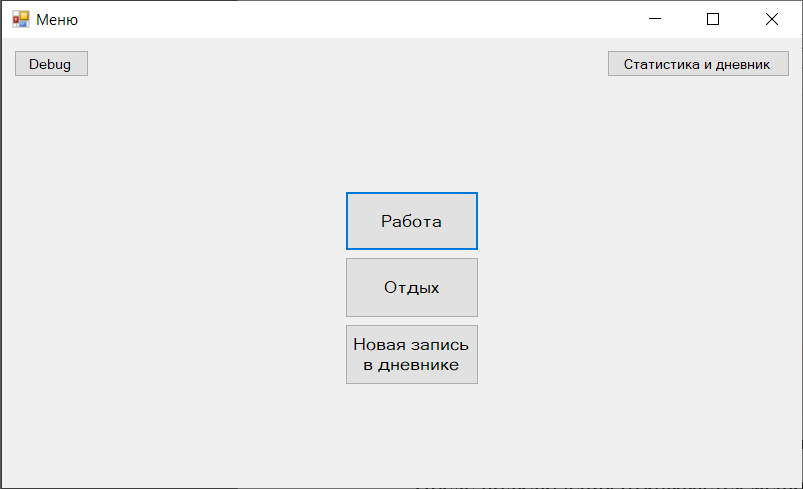 Меню
Debug
Статистика и дневник
Работа
Отдых
Новая запись
в дневнике